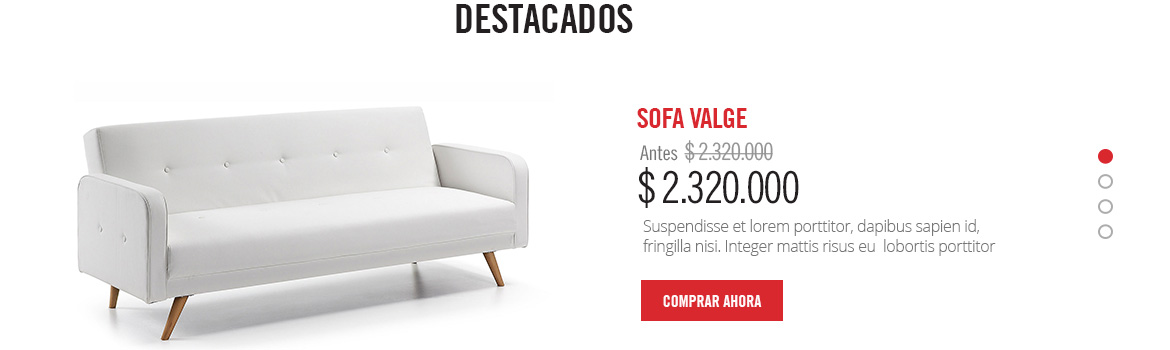 DESTACADOS
SOFA VALGE
Antes $ 2.320.000
$ 2.320.000
Suspendisse et lorem porttitor, dapibus sapien id,
fringilla nisi. Integer mattis risus eu lobortis porttitor
COMPRAR AHORA